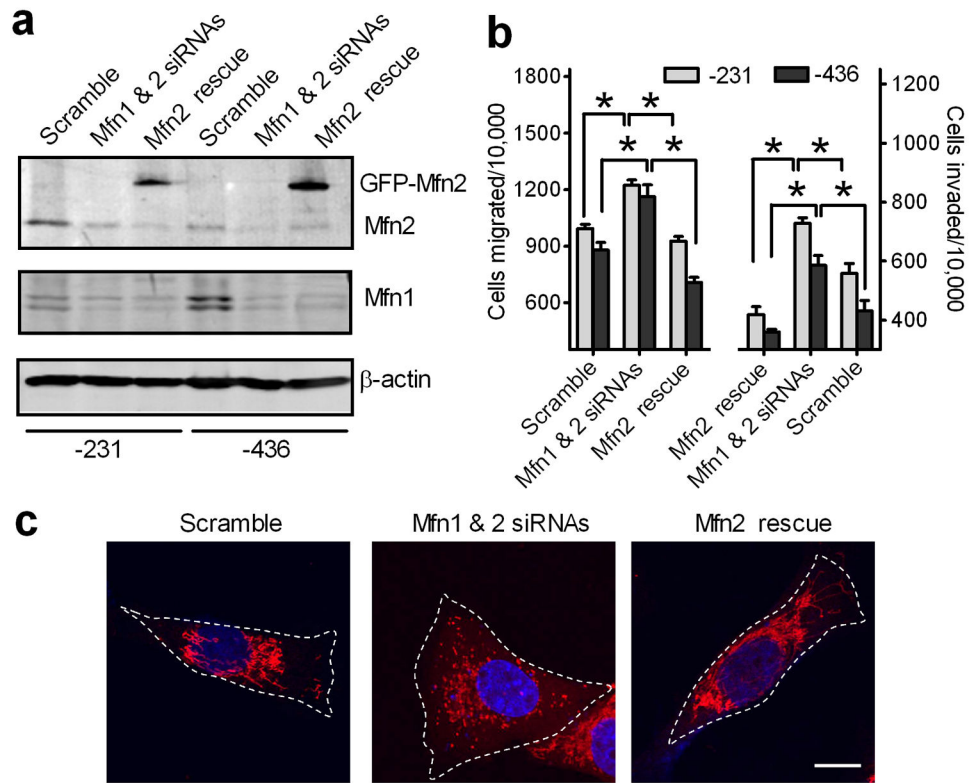 a
Scramble
Mfn1 & 2 siRNAs
Mfn2 rescue
Scramble
Mfn1 & 2 siRNAs
Mfn2 rescue
GFP-Mfn2
Mfn2
Mfn1
β-actin
-231
-436
b
-231
-436
Cells migrated/10,000
1800
1500
1200
900
600
* *
* *
* *
* *
1200
1000
800
600
400
Cells invaded/10,000
Scramble
Mfn1 & 2 siRNAs
Mfn2 rescue
Mfn2 rescue
Mfn1 & 2 siRNAs
Scramble
c
Scramble
Mfn1 & 2 siRNAs
Mfn2 rescue